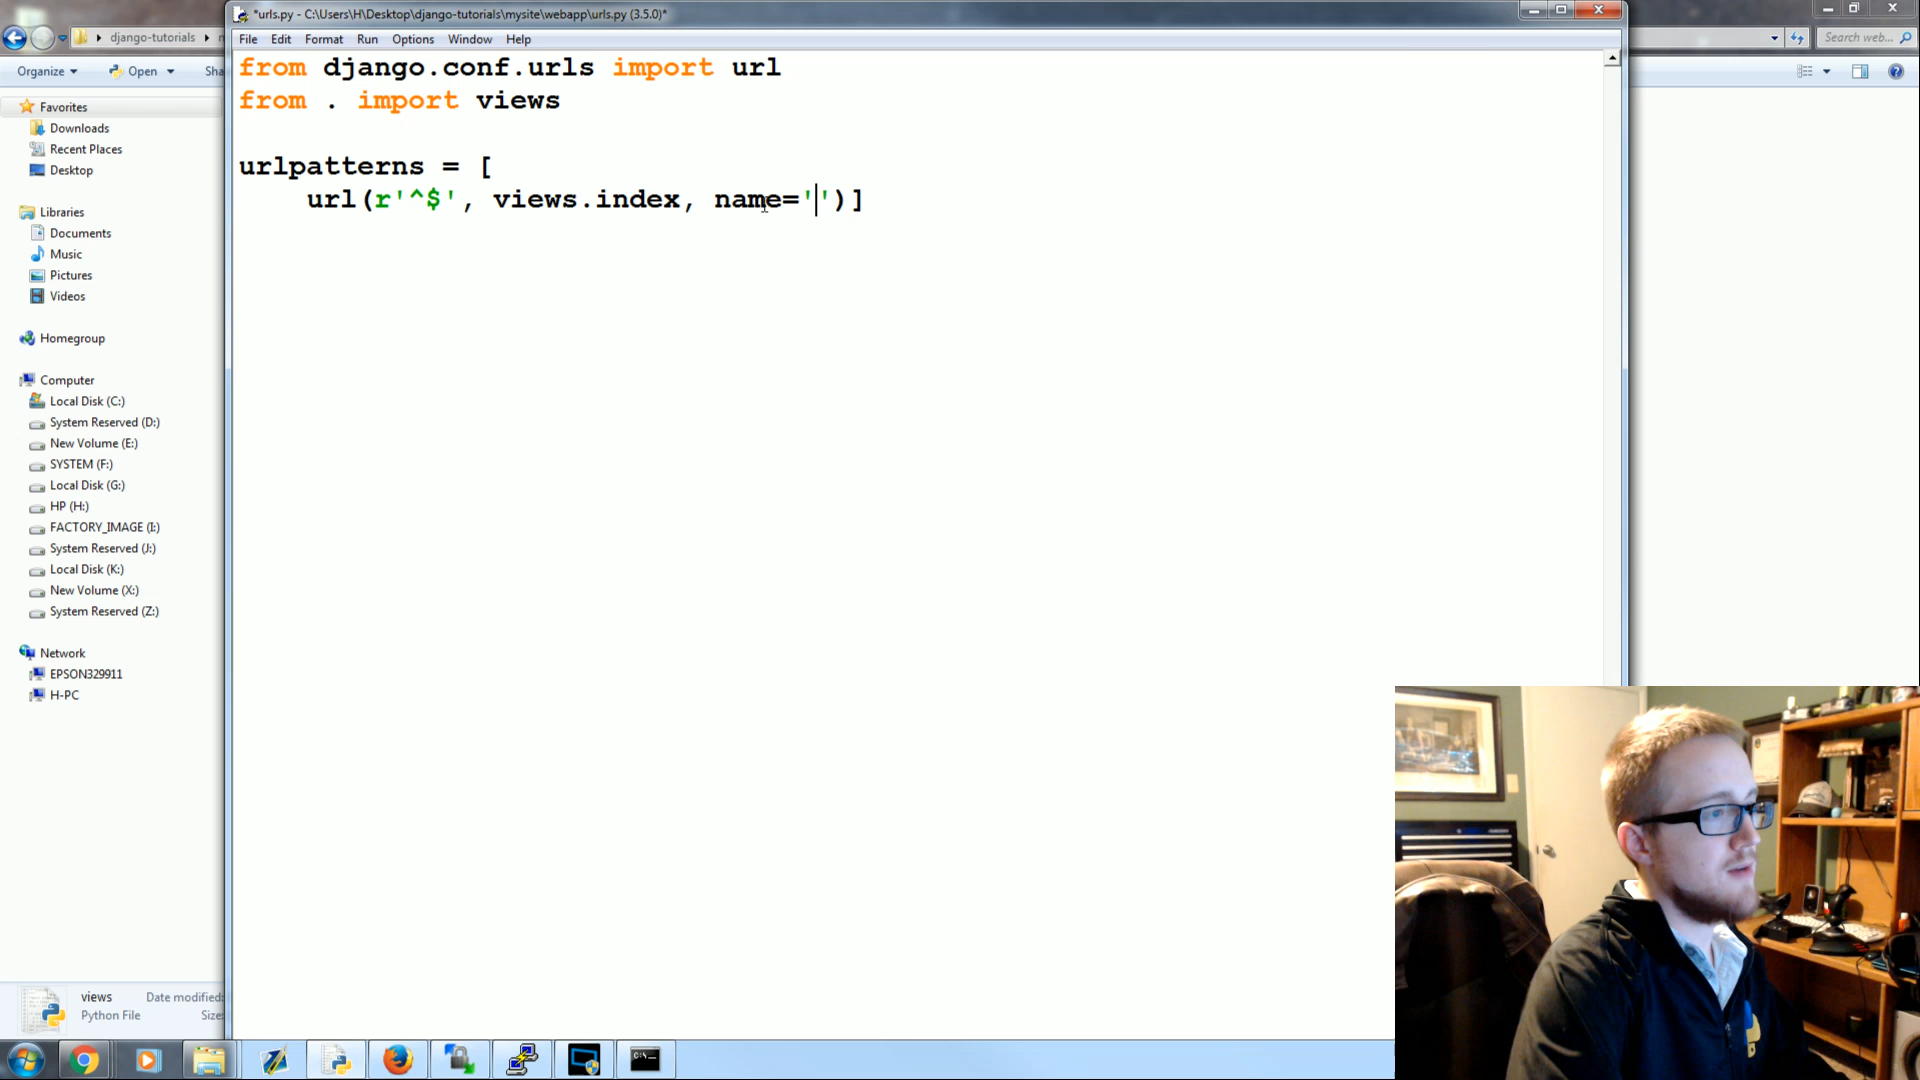 *urls.py - C:\Users\H\Desktop\django-tutorials\mysite\webapp\urls.py (3.5.0)*
django-tutorials
Search web...
File Edit Format Run Options Window Help
Organize
Open
Sha
from django.conf.urls import url
from . import views
urlpatterns = [
url(r'^$', views.index, name='')]
Favorites
Downloads
Recent Places
Desktop
Libraries
Documents
Music
Pictures
Videos
Homegroup
Computer
Local Disk (C:)
System Reserved (D:)
New Volume (E:)
SYSTEM (F:)
Local Disk (G:)
HP (H:)
FACTORY_IMAGE (I:)
System Reserved (J:)
Local Disk (K:)
New Volume (X:)
System Reserved (Z:)
Network
EPSON329911
H-PC
views Date modified:
Python File Size
C:\_